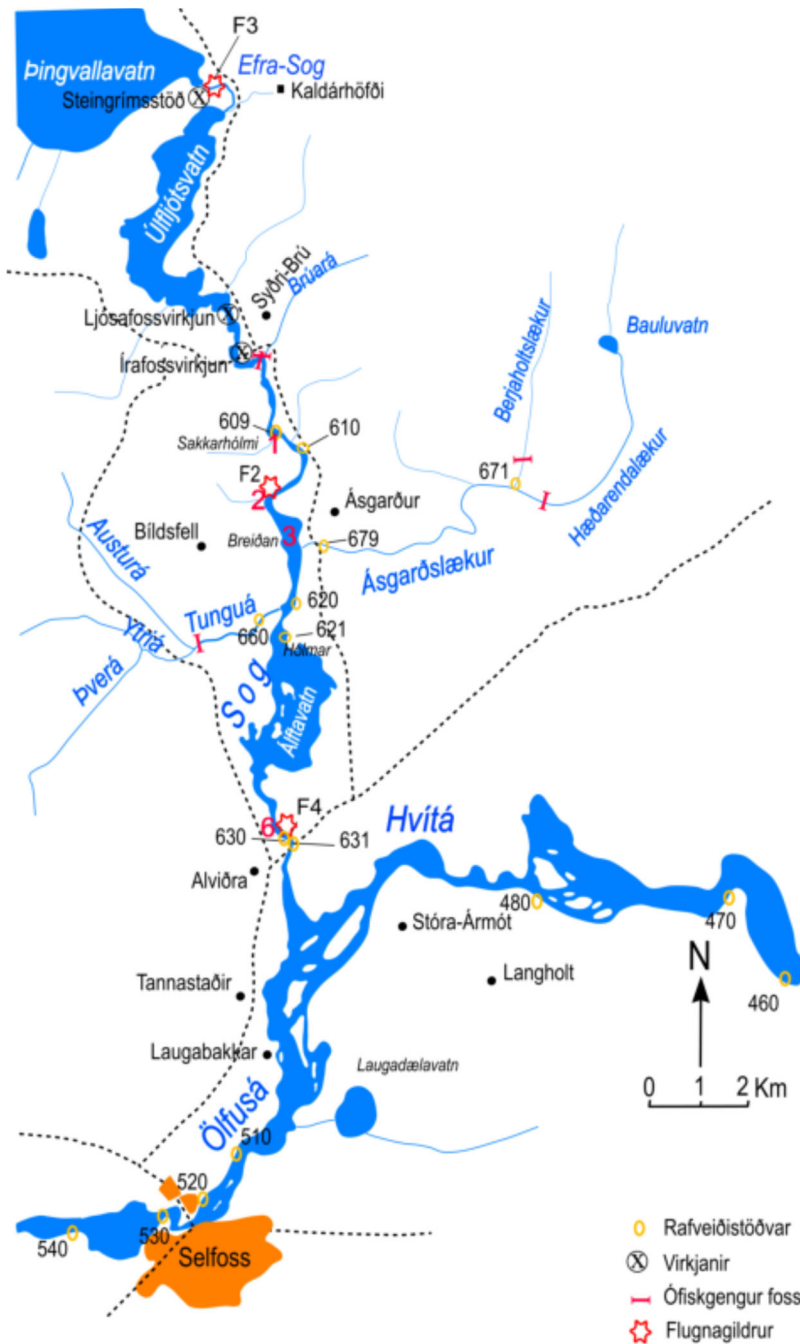 F3
Efra-Sog
Þingvallavatn
Steingrímsstöð
Kaldárhöfði
Úlfljótsvatn
Syðri-Brú
Brúará
Ljósafossvirkjun
Írafossvirkjun
Berjaholtslækur
Bauluvatn
609
610
Sakkarhólmi
1
F2
2
671
Hæðarendalækur
Ásgarður
Austurá
Bíldsfell
Breiðan
3
679
Ásgarðslækur
Tunguá
620
Ytriá
660
621
Hólmar
Þverá
Sog
Álftavatn
F4
6
630
631
Hvítá
Alviðra
480
470
Stóra-Ármót
Langholt
460
N
Tannastaðir
Laugabakkar
Laugadælavatn
0 1 2 Km
Ölfusá
510
520
530
540
Selfoss
Rafveiðistöðvar
X Virkjanir
Ófiskgengur foss
Flugnagildrur